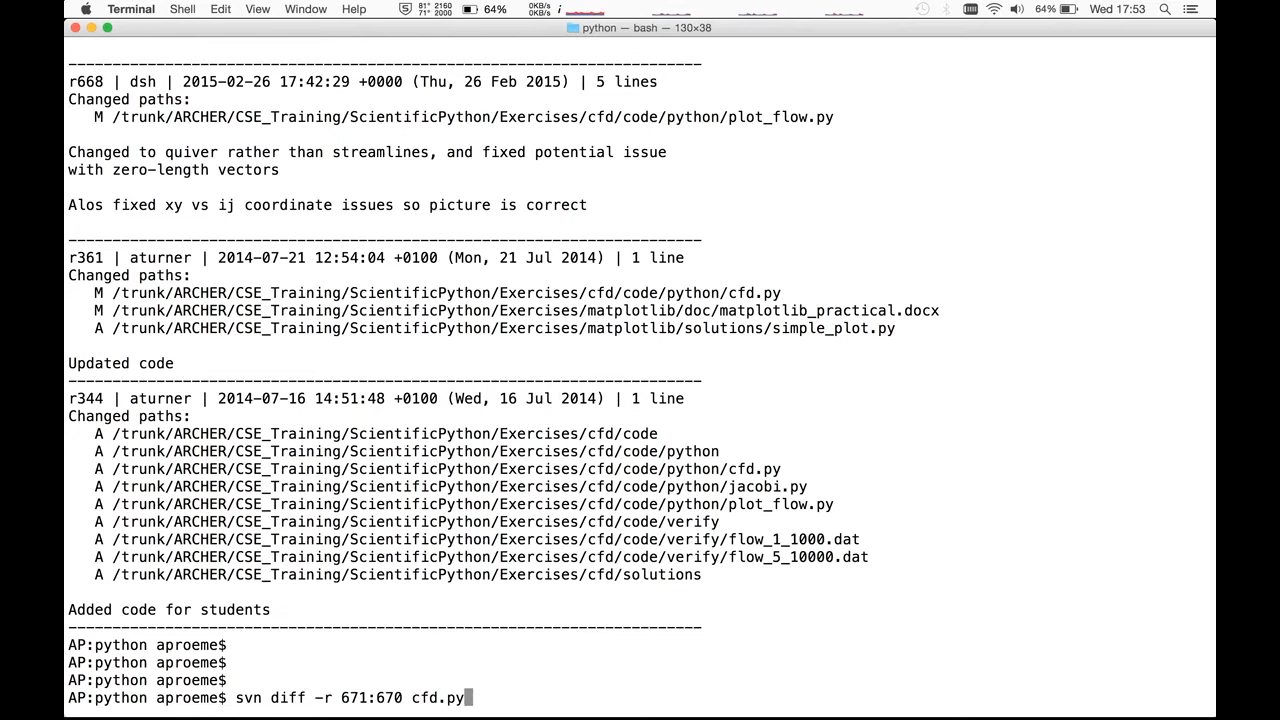 Terminal Shell Edit View Window Help 5 81° 2160 71° 2000 64% 0KB/s 0KB/s i 64% Wed 17:53
python — bash — 130×38
------------------------------------------------------------------------
r668 | dsh | 2015-02-26 17:42:29 +0000 (Thu, 26 Feb 2015) | 5 lines
Changed paths:
   M /trunk/ARCHER/CSE_Training/ScientificPython/Exercises/cfd/code/python/plot_flow.py
Changed to quiver rather than streamlines, and fixed potential issue
with zero-length vectors
Alos fixed xy vs ij coordinate issues so picture is correct
------------------------------------------------------------------------
r361 | aturner | 2014-07-21 12:54:04 +0100 (Mon, 21 Jul 2014) | 1 line
Changed paths:
   M /trunk/ARCHER/CSE_Training/ScientificPython/Exercises/cfd/code/python/cfd.py
   M /trunk/ARCHER/CSE_Training/ScientificPython/Exercises/matplotlib/doc/matplotlib_practical.docx
   A /trunk/ARCHER/CSE_Training/ScientificPython/Exercises/matplotlib/solutions/simple_plot.py
Updated code
------------------------------------------------------------------------
r344 | aturner | 2014-07-16 14:51:48 +0100 (Wed, 16 Jul 2014) | 1 line
Changed paths:
   A /trunk/ARCHER/CSE_Training/ScientificPython/Exercises/cfd/code
   A /trunk/ARCHER/CSE_Training/ScientificPython/Exercises/cfd/code/python
   A /trunk/ARCHER/CSE_Training/ScientificPython/Exercises/cfd/code/python/cfd.py
   A /trunk/ARCHER/CSE_Training/ScientificPython/Exercises/cfd/code/python/jacobi.py
   A /trunk/ARCHER/CSE_Training/ScientificPython/Exercises/cfd/code/python/plot_flow.py
   A /trunk/ARCHER/CSE_Training/ScientificPython/Exercises/cfd/code/verify
   A /trunk/ARCHER/CSE_Training/ScientificPython/Exercises/cfd/code/verify/flow_1_1000.dat
   A /trunk/ARCHER/CSE_Training/ScientificPython/Exercises/cfd/code/verify/flow_5_10000.dat
   A /trunk/ARCHER/CSE_Training/ScientificPython/Exercises/cfd/solutions
Added code for students
------------------------------------------------------------------------
AP:python aproeme$
AP:python aproeme$
AP:python aproeme$
AP:python aproeme$ svn diff -r 671:670 cfd.py